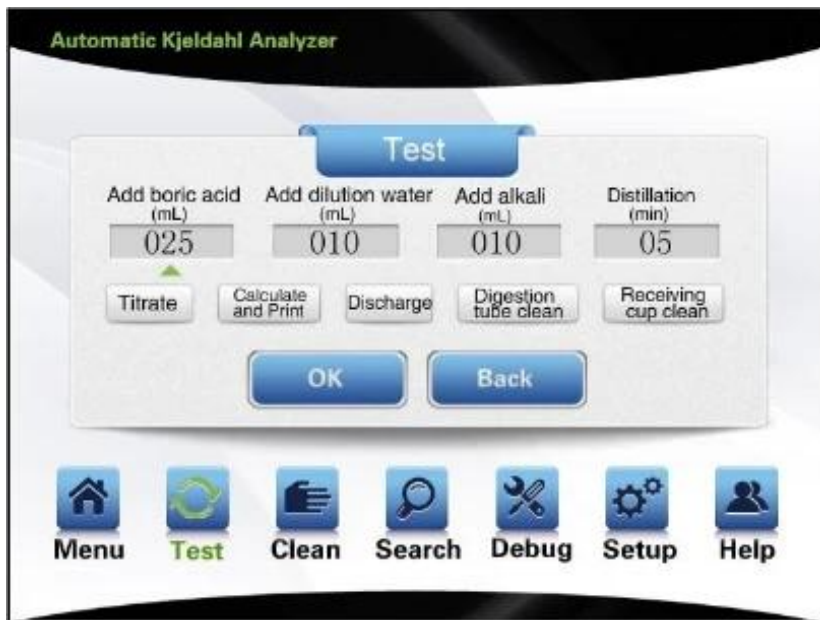 Automatic Kjeldahl Analyzer
Test
Add boric acid Add dilution water Add alkali Distillation
(mL) (mL) (mL) (min)
025 010 010 05
Titrate Calculate and Print Discharge Digestion tube clean Receiving cup clean
OK Back
Menu Test Clean Search Debug Setup Help